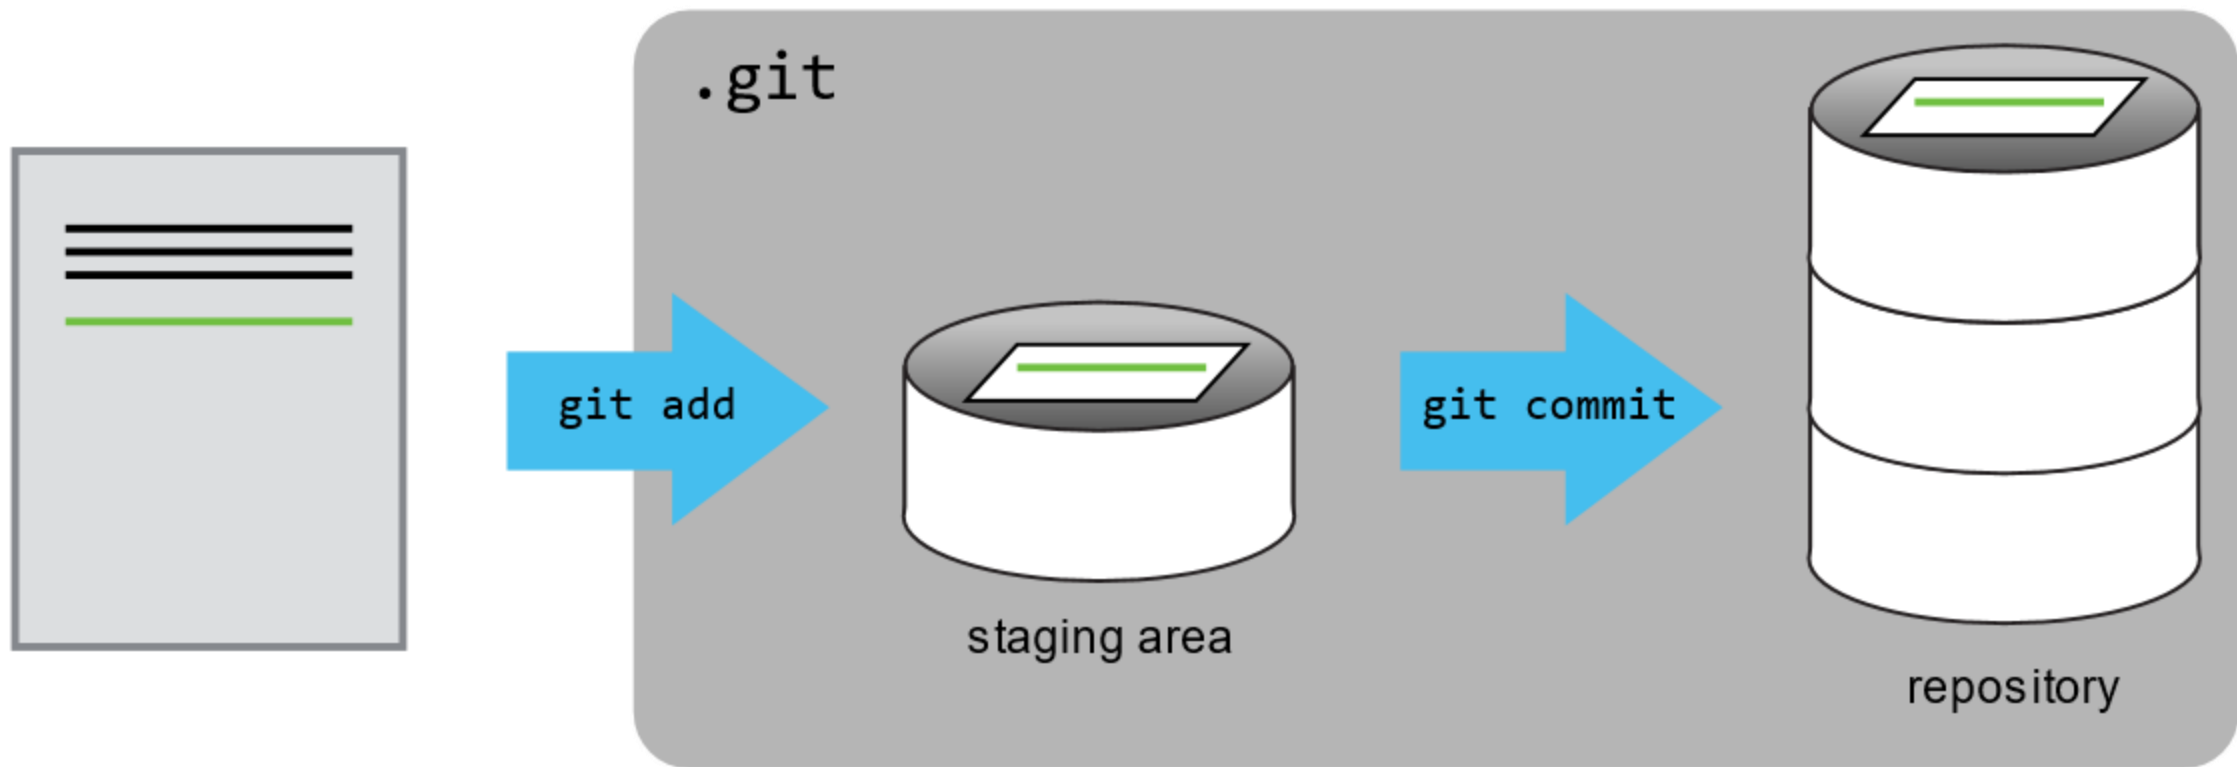 .git
git add
git commit
staging area
repository